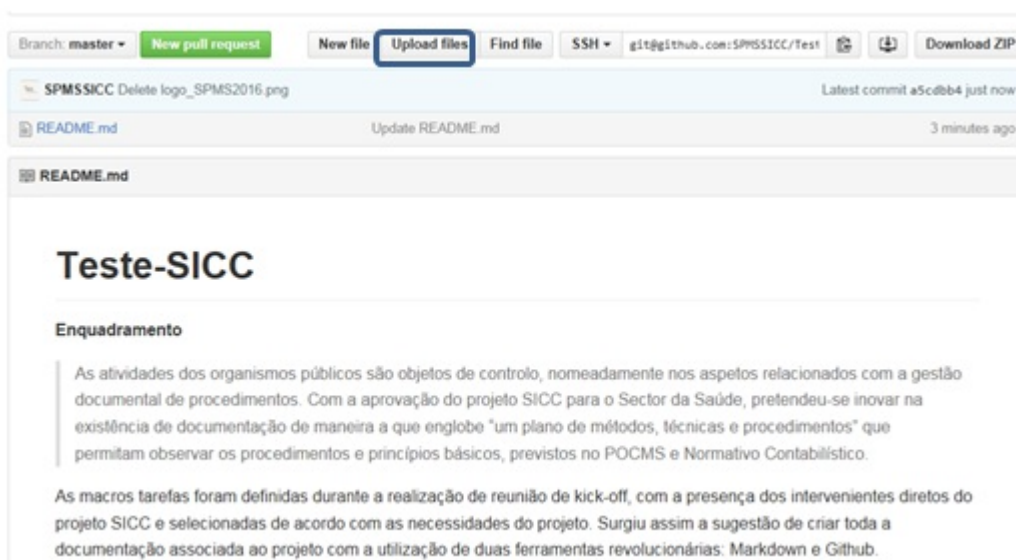 Branch: master New pull request New file Upload files Find file SSH git@github.com:SPMSSICC/Test Download ZIP
SPMSSICC Delete logo_SPMS2016.png Latest commit a5cdbb4 just now
README.md Update README.md 3 minutes ago
README.md
Teste-SICC
Enquadramento
As atividades dos organismos públicos são objetos de controlo, nomeadamente nos aspetos relacionados com a gestão
documental de procedimentos. Com a aprovação do projeto SICC para o Sector da Saúde, pretendeu-se inovar na
existência de documentação de maneira a que englobe "um plano de métodos, técnicas e procedimentos" que
permitam observar os procedimentos e princípios básicos, previstos no POCMS e Normativo Contabilístico.
As macros tarefas foram definidas durante a realização de reunião de kick-off, com a presença dos intervenientes diretos do
projeto SICC e selecionadas de acordo com as necessidades do projeto. Surgiu assim a sugestão de criar toda a
documentação associada ao projeto com a utilização de duas ferramentas revolucionárias: Markdown e Github.